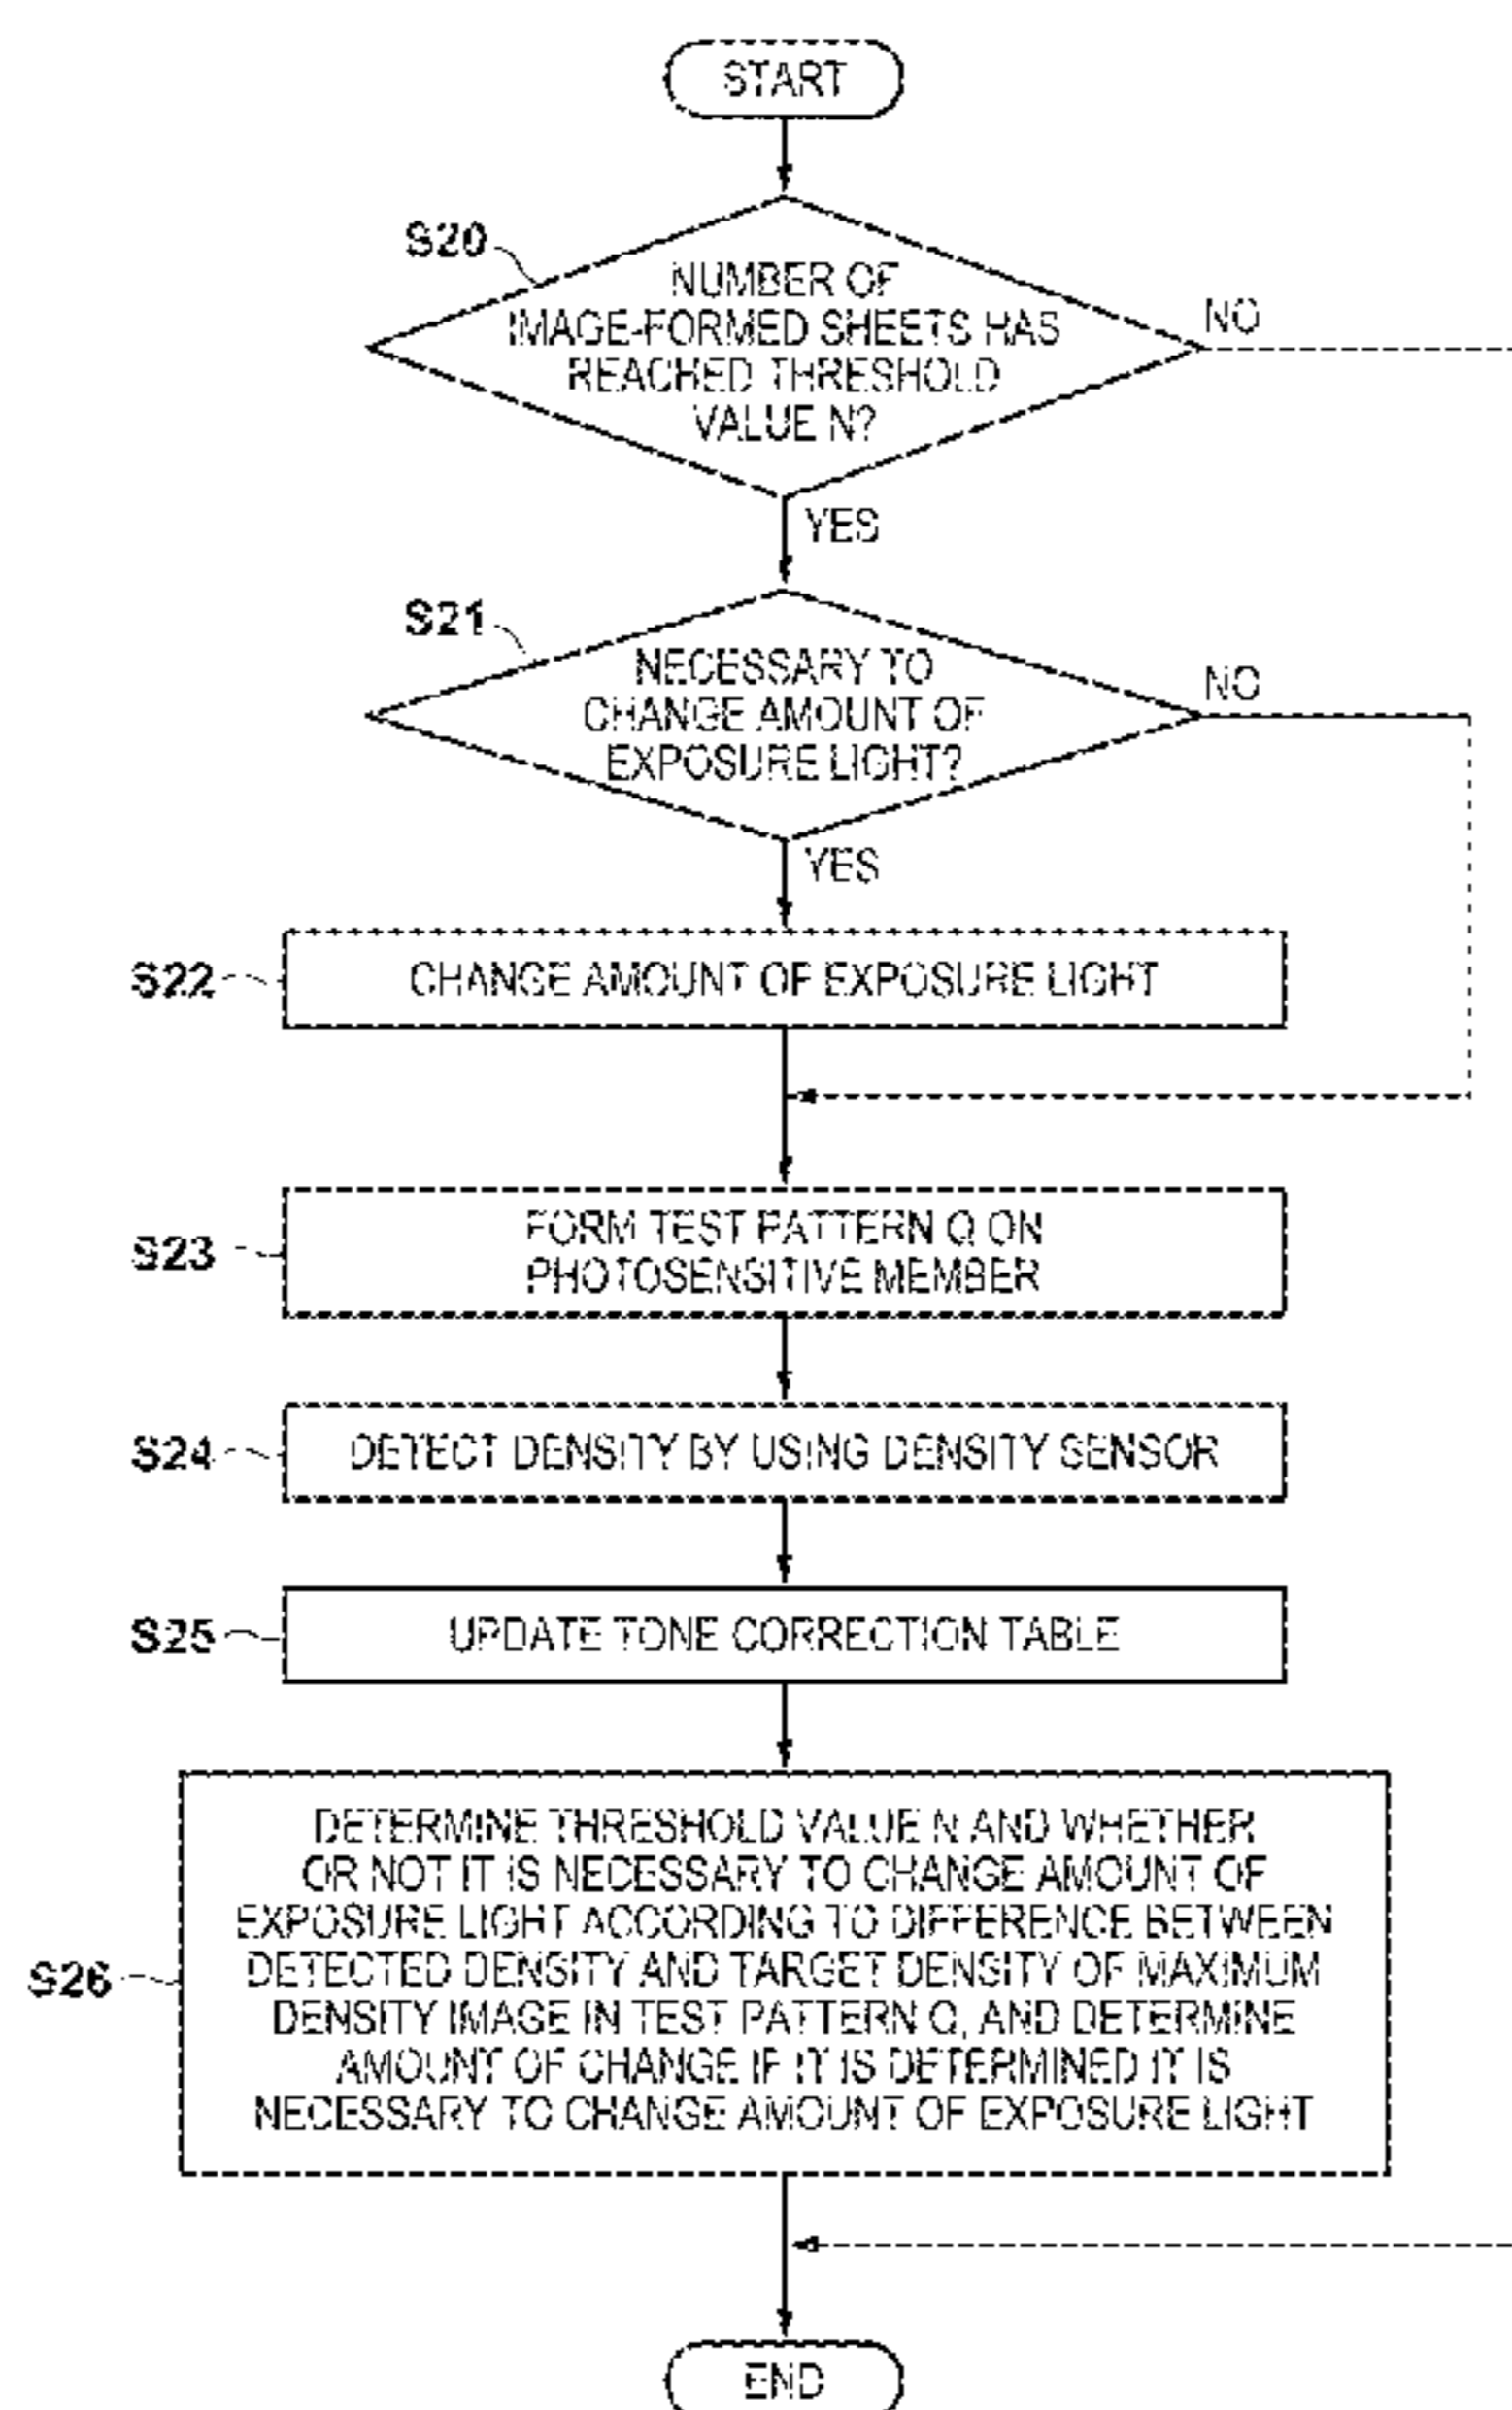 START
S20
NUMBER OF
IMAGE-FORMED SHEETS HAS
REACHED THRESHOLD
VALUE N?
NO
YES
S21
NECESSARY TO
CHANGE AMOUNT OF
EXPOSURE LIGHT?
NO
YES
S22
CHANGE AMOUNT OF EXPOSURE LIGHT
S23
FORM TEST PATTERN Q ON
PHOTOSENSITIVE MEMBER
S24
DETECT DENSITY BY USING DENSITY SENSOR
S25
UPDATE TONE CORRECTION TABLE
S26
DETERMINE THRESHOLD VALUE N AND WHETHER
OR NOT IT IS NECESSARY TO CHANGE AMOUNT OF
EXPOSURE LIGHT ACCORDING TO DIFFERENCE BETWEEN
DETECTED DENSITY AND TARGET DENSITY OF MAXIMUM
DENSITY IMAGE IN TEST PATTERN Q, AND DETERMINE
AMOUNT OF CHANGE IF IT IS DETERMINED IT IS
NECESSARY TO CHANGE AMOUNT OF EXPOSURE LIGHT
END